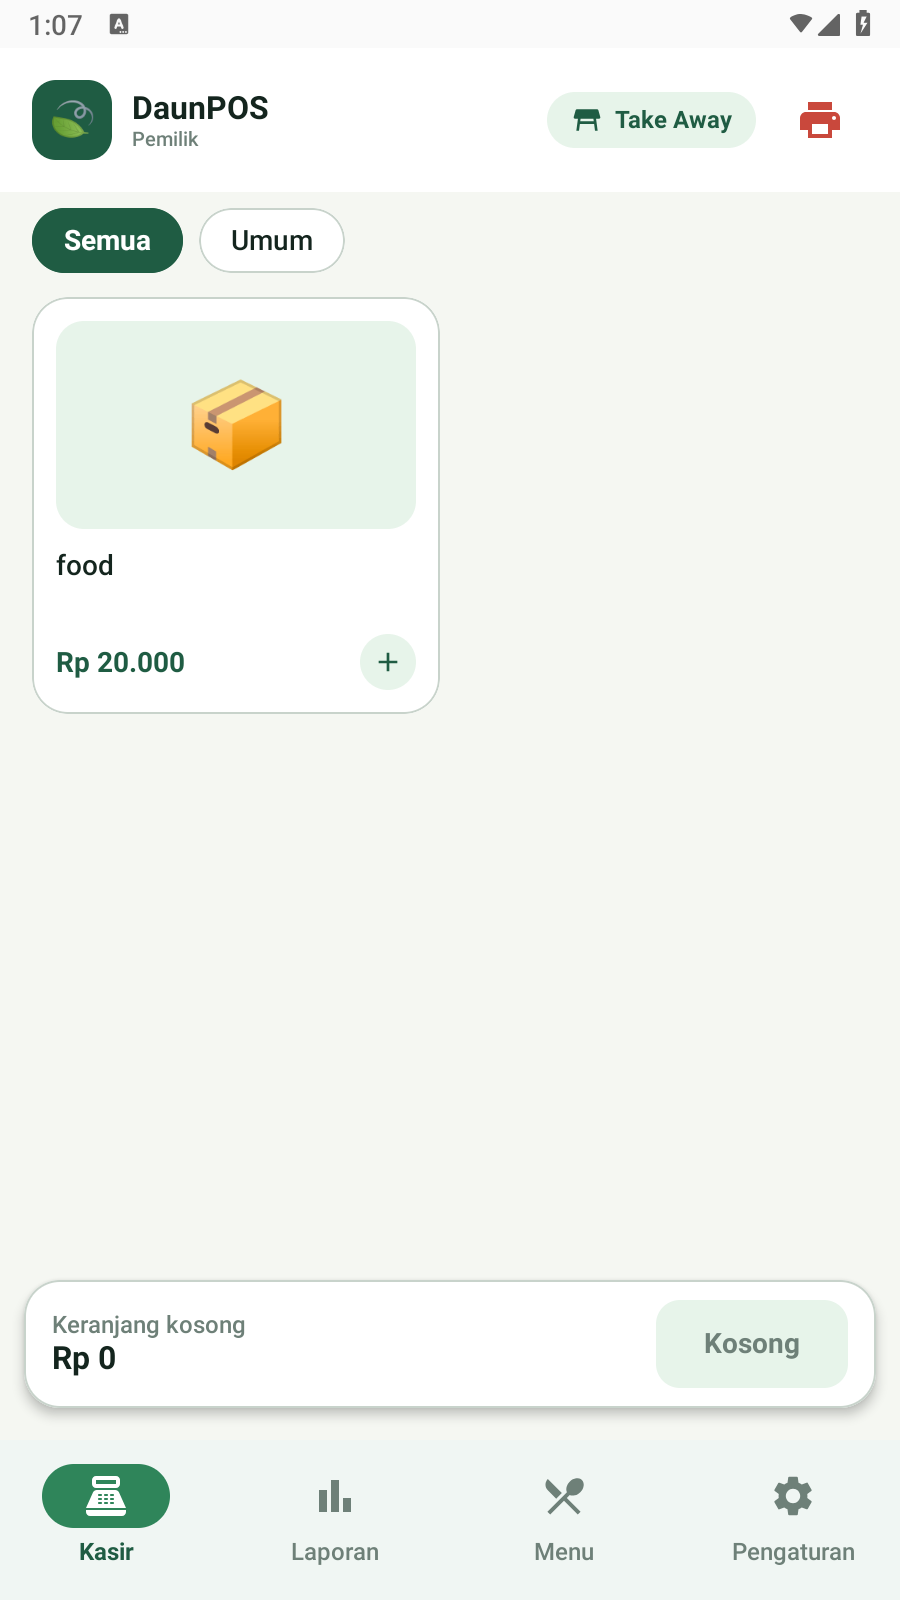 1:07
DaunPOS
Pemilik
Take Away
Semua
Umum
food
Rp 20.000
Keranjang kosong
Rp 0
Kosong
Kasir
Laporan
Menu
Pengaturan